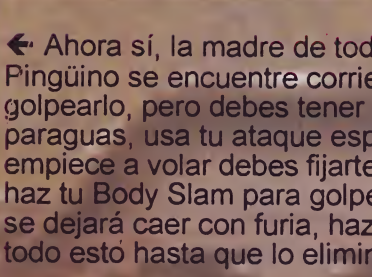 ← Ahora sí, la madre de tod
Pingüino se encuentre corrie
golpearlo, pero debes tener
paraguas, usa tu ataque esp
empiece a volar debes fijarte
haz tu Body Slam para golpe
se dejará caer con furia, haz
todo esto hasta que lo elimin